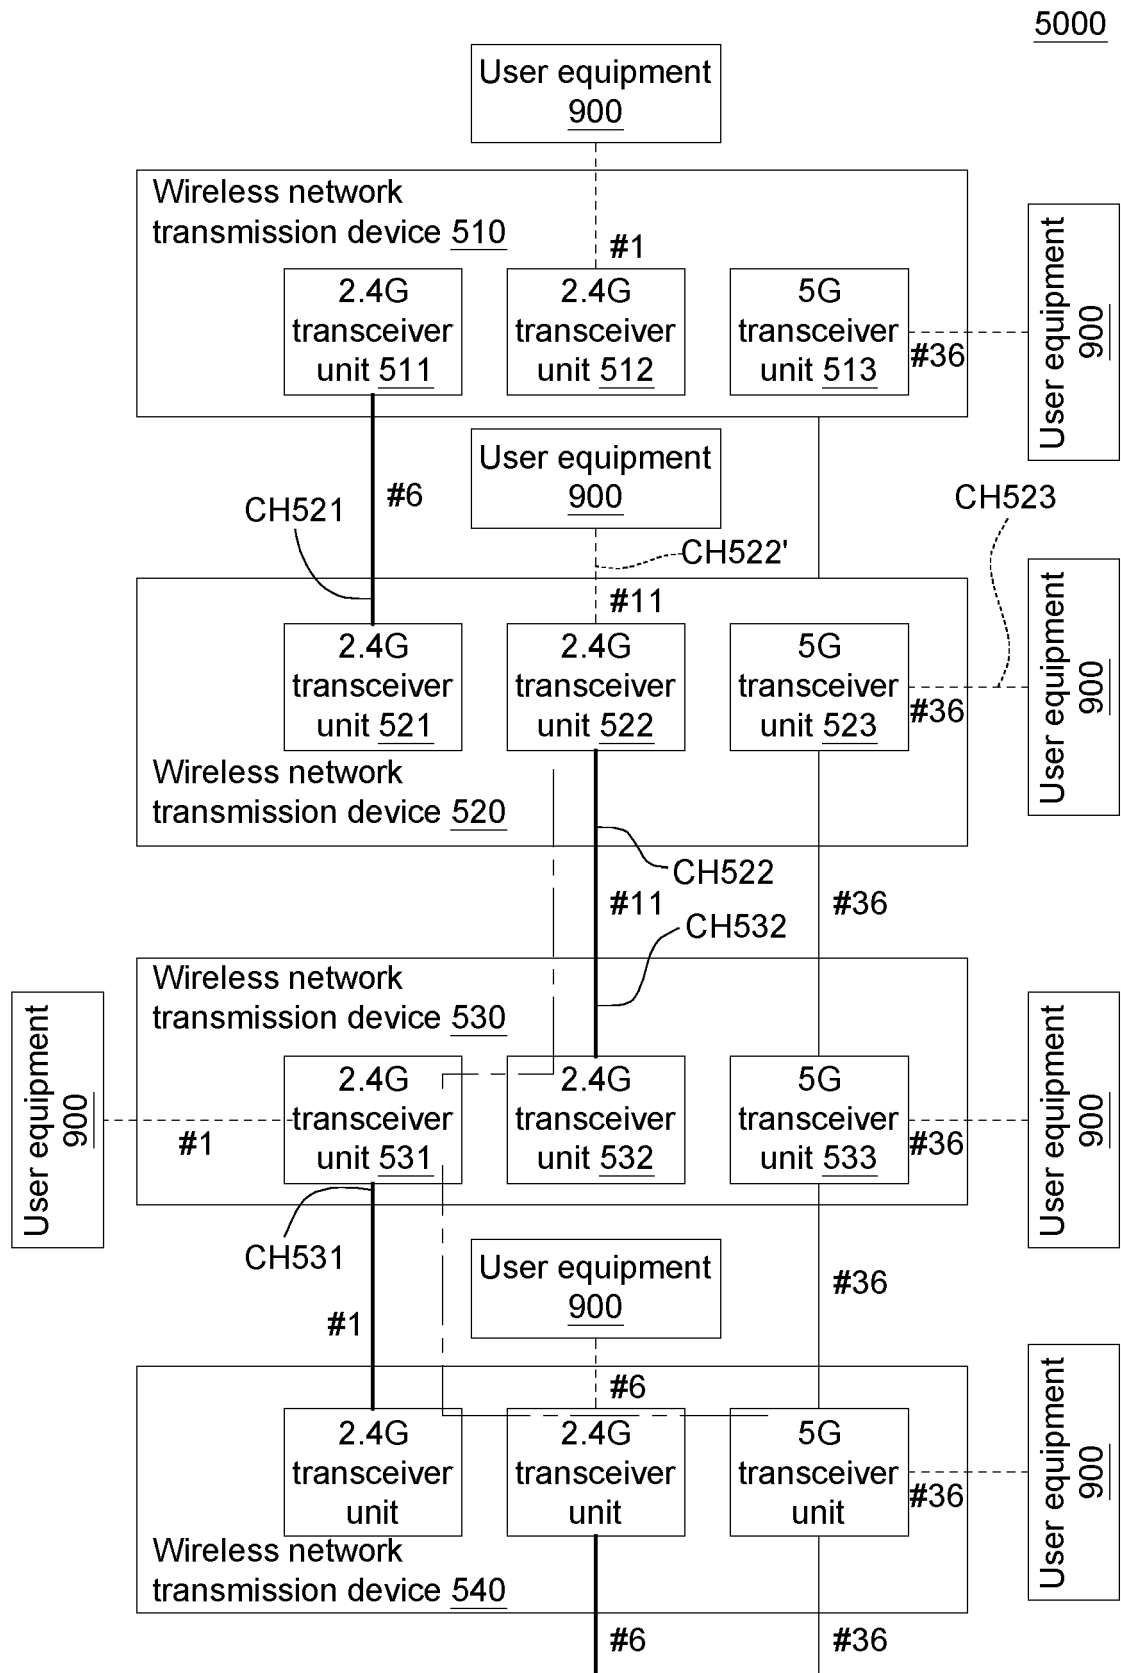 5000
User equipment
900
Wireless network
transmission device 510
#1
2.4G
transceiver
unit 511
2.4G
transceiver
unit 512
5G
transceiver
unit 513
#36
User equipment
900
CH521
#6
User equipment
900
CH522'
#11
CH523
2.4G
transceiver
unit 521
2.4G
transceiver
unit 522
5G
transceiver
unit 523
#36
User equipment
900
Wireless network
transmission device 520
CH522
#11
#36
CH532
Wireless network
transmission device 530
User equipment
900
#1
2.4G
transceiver
unit 531
2.4G
transceiver
unit 532
5G
transceiver
unit 533
#36
User equipment
900
CH531
#1
User equipment
900
#36
#6
2.4G
transceiver
unit
2.4G
transceiver
unit
5G
transceiver
unit
#36
User equipment
900
Wireless network
transmission device 540
#6
#36